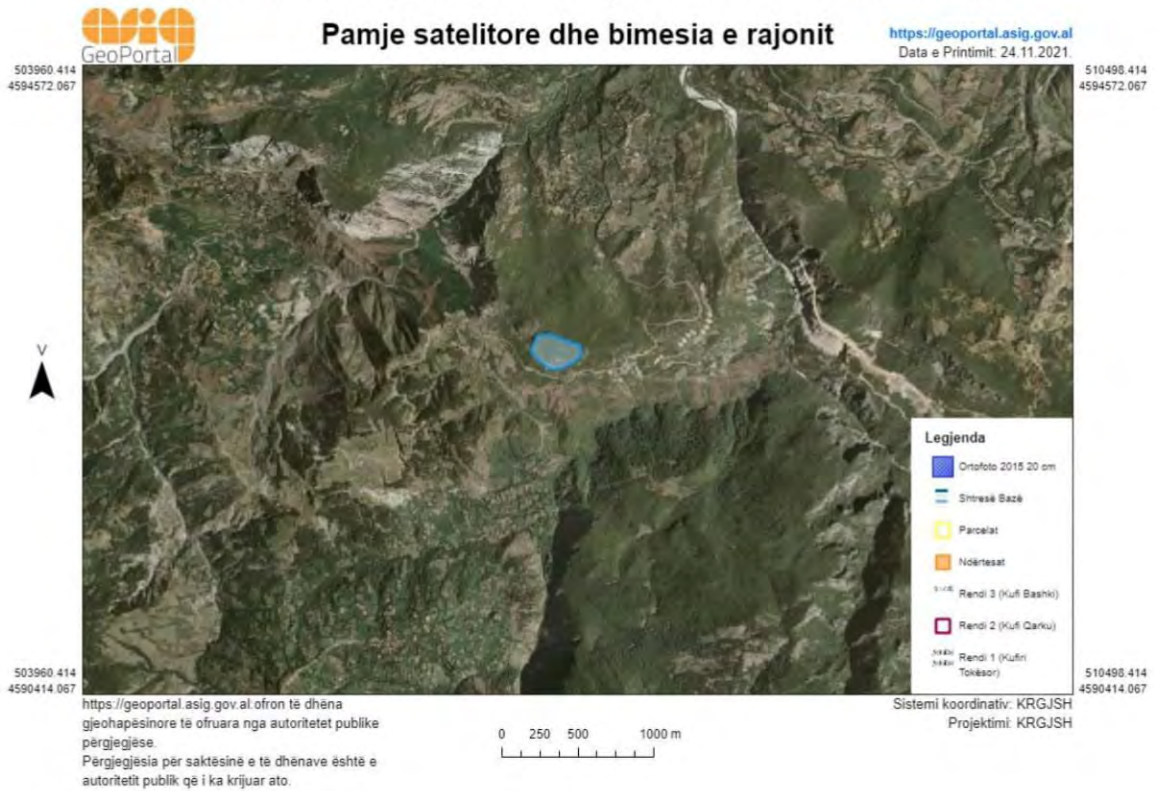 asig
GeoPortal
Pamje satelitore dhe bimesia e rajonit
https://geoportal.asig.gov.al
Data e Printimit: 24.11.2021.
503960.414
4594572.067
510498.414
4594572.067
V
Legjenda
Ortofoto 2015 20 cm
Shtresë Bazë
Parcelat
Ndërtesat
Rendi 3 (Kufi Bashki)
Rendi 2 (Kufi Qarku)
Rendi 1 (Kufiri
Tokësor)
503960.414
4590414.067
510498.414
4590414.067
https://geoportal.asig.gov.al.ofron të dhëna
gjeohapësinore të ofruara nga autoritetet publike
përgjegjëse.
Përgjegjësia për saktësinë e të dhënave është e
autoritetit publik që i ka krijuar ato.
0 250 500 1000 m
Sistemi koordinativ: KRGJSH
Projektimi: KRGJSH